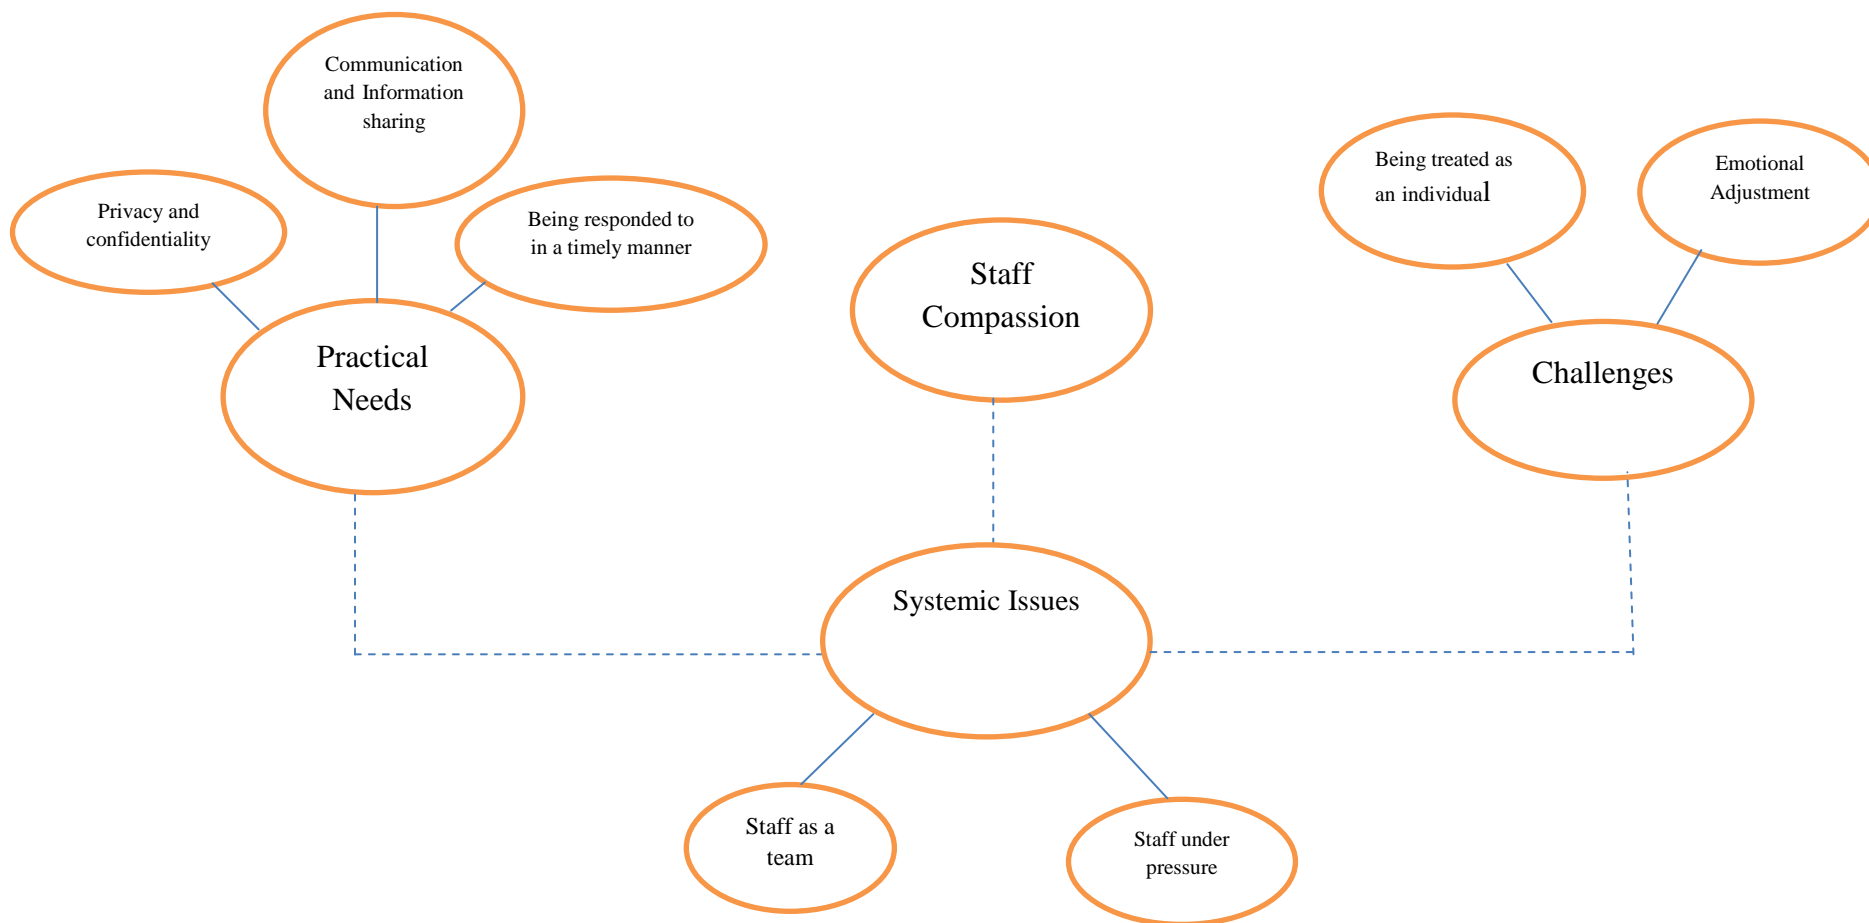 Communication
and Information
sharing
Privacy and
confidentiality
Being responded to
in a timely manner
Practical
Needs
Staff
Compassion
Being treated as
an individual
Emotional
Adjustment
Challenges
Systemic Issues
Staff as a
team
Staff under
pressure